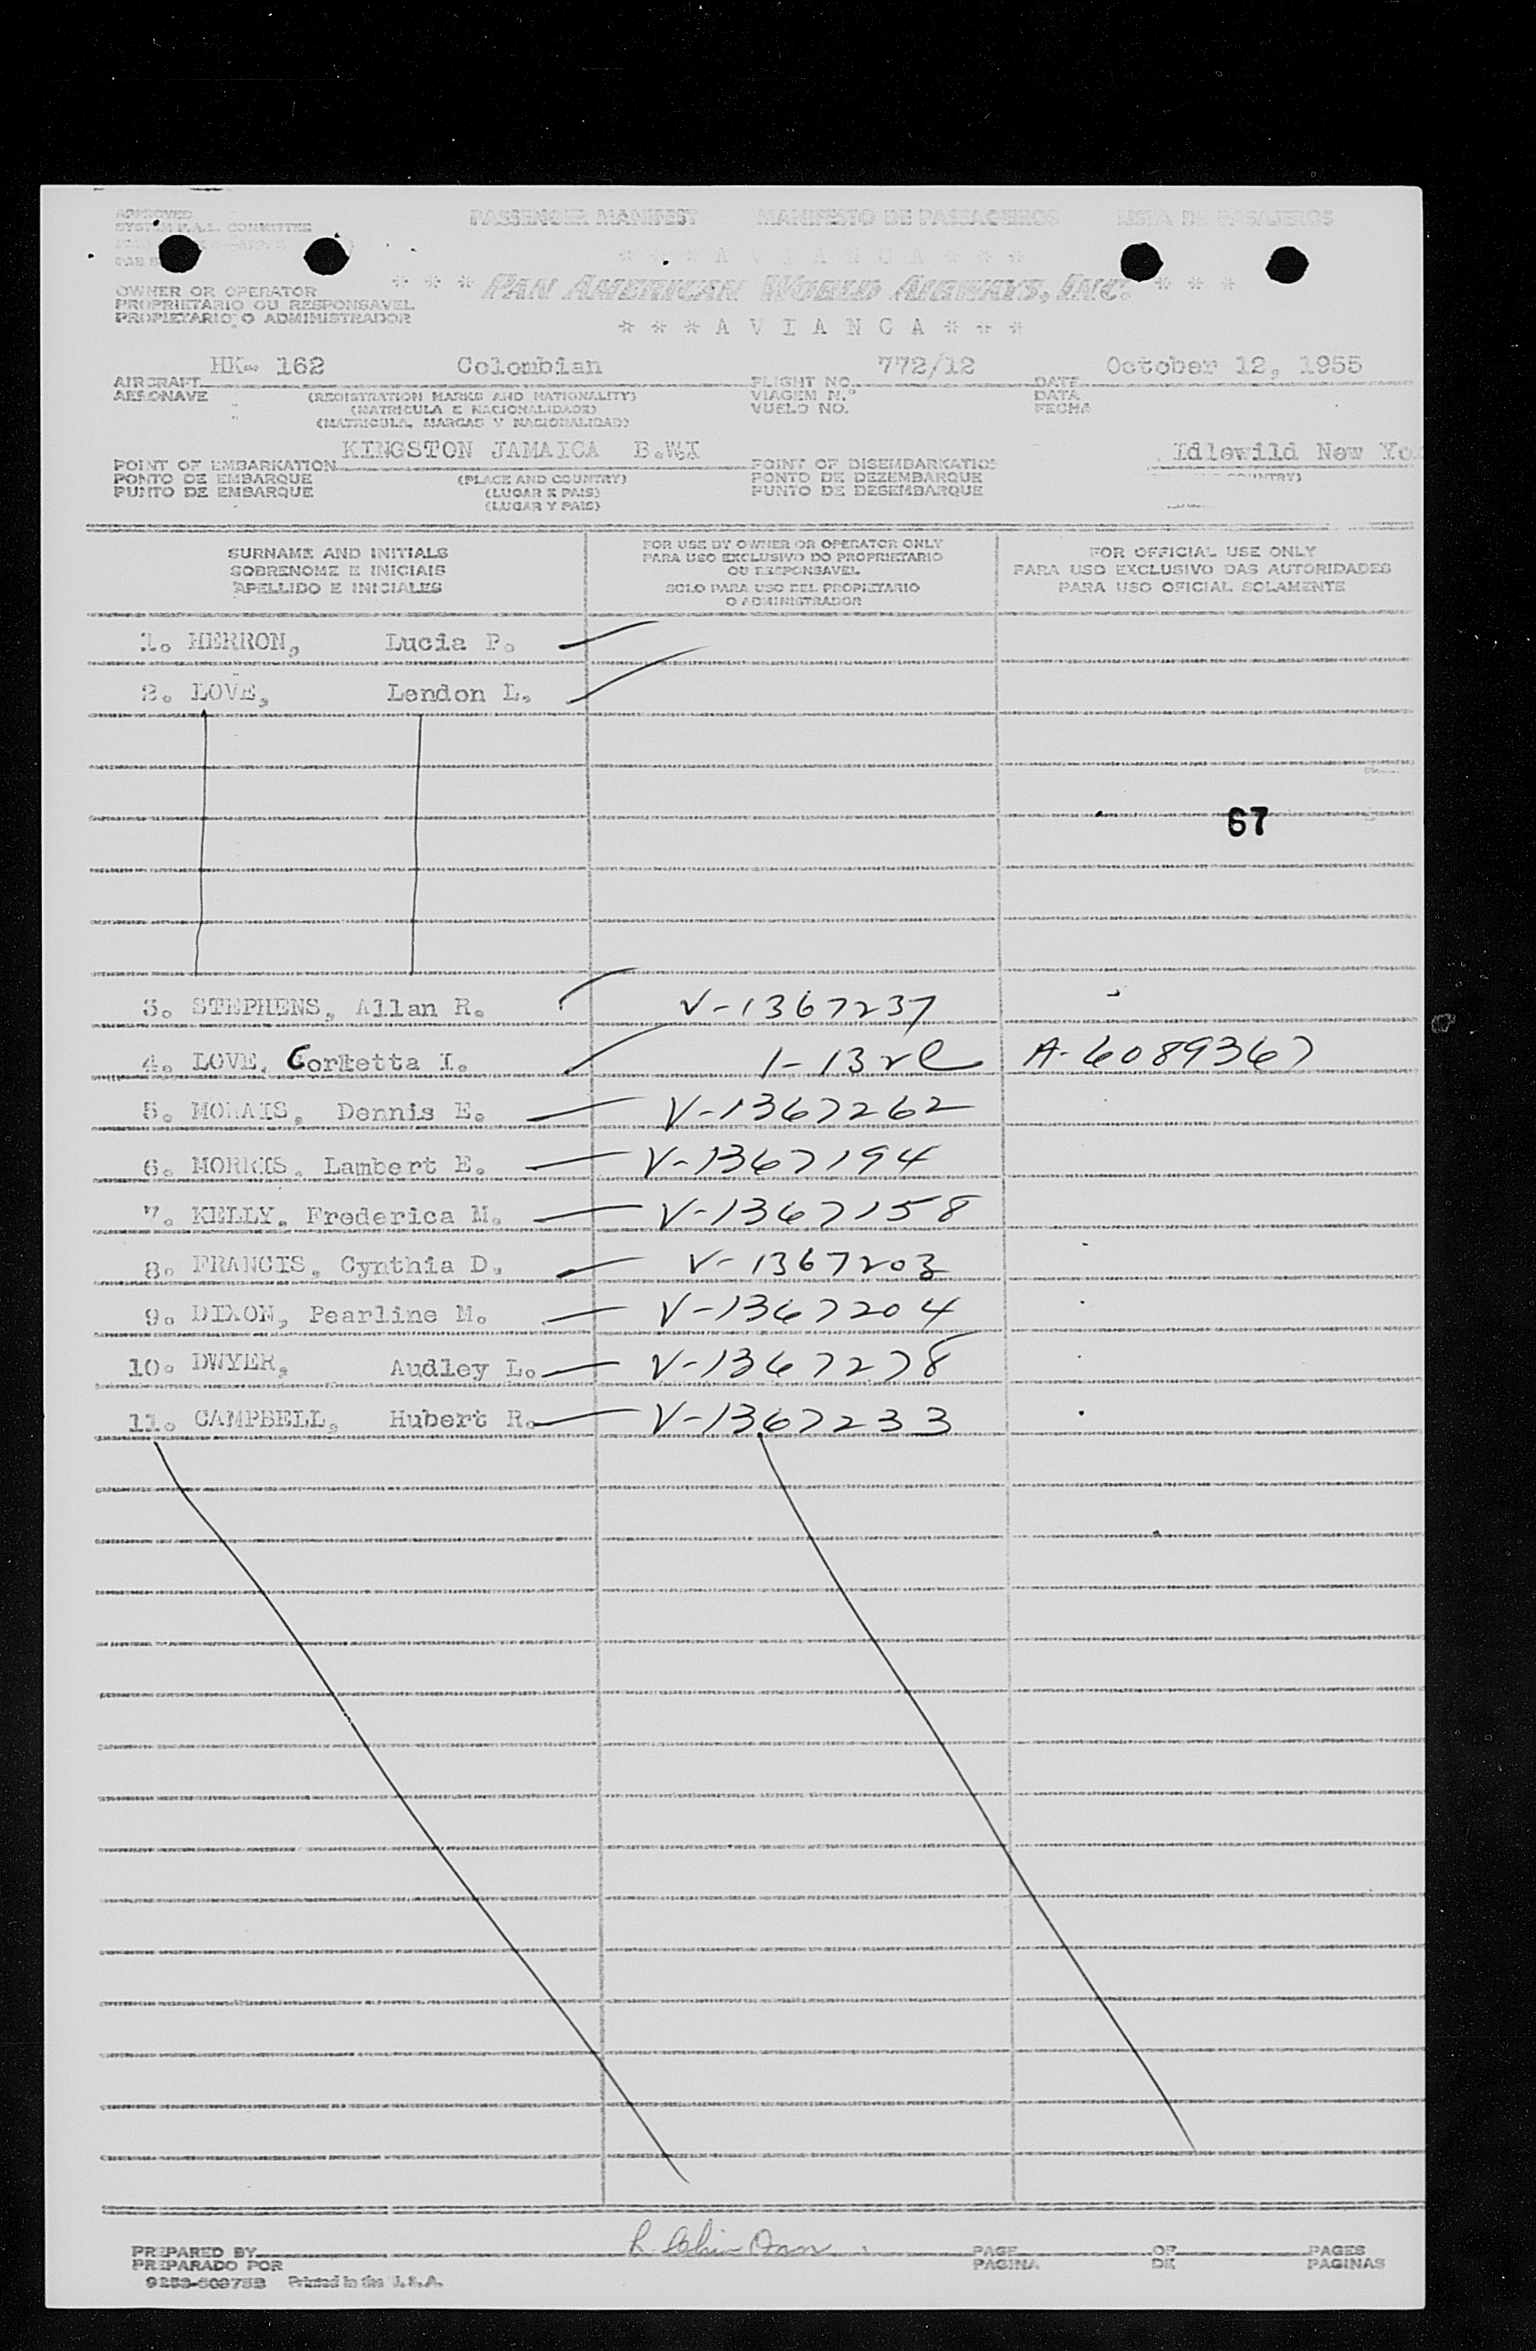 APPROVED
SYSTEM F.A.L. COMMITTEE
PASSENGER MANIFEST MANIFESTO DE PASSAGEIROS LISTA DE PASAJEROS
* * * A V I A N C A * * *
OWNER OR OPERATOR
PROPRIETARIO OU RESPONSAVEL
PROPIETARIO O ADMINISTRADOR
* * * PAN AMERICAN WORLD AIRWAYS, INC. * * *
* * * A V I A N C A * * *
HK- 162 Colombian 772/12 October 12, 1955
AIRCRAFT FLIGHT NO. DATE
AERONAVE (REGISTRATION MARKS AND NATIONALITY) VIAGEM N.º DATA
(MATRICULA E NACIONALIDADE) VUELO NO. FECHA
(MATRICULA, MARCAS Y NACIONALIDAD)
KINGSTON JAMAICA B.W.I Idlewild New Yo
POINT OF EMBARKATION POINT OF DISEMBARKATION
PONTO DE EMBARQUE (PLACE AND COUNTRY) PONTO DE DEZEMBARQUE COUNTRY)
PUNTO DE EMBARQUE (LUGAR E PAIS) PUNTO DE DESEMBARQUE
(LUGAR Y PAIS)
SURNAME AND INITIALS
SOBRENOME E INICIAIS
APELLIDO E INICIALES
FOR USE BY OWNER OR OPERATOR ONLY
PARA USO EXCLUSIVO DO PROPRIETARIO
OU RESPONSAVEL
SOLO PARA USO DEL PROPIETARIO
O ADMINISTRADOR
FOR OFFICIAL USE ONLY
PARA USO EXCLUSIVO DAS AUTORIDADES
PARA USO OFICIAL SOLAMENTE
1. HERRON, Lucia P.
2. LOVE, Lendon L.
67
3. STEPHENS, Allan R. V-1367237
4. LOVE, Corletta I. A-6089367
5. MORAIS, Dennis E. V-1367262
6. MORRIS, Lambert E. V-1367194
7. KELLY, Frederica M. V-1367158
8. FRANCIS, Cynthia D. V-1367203
9. DIXON, Pearline M. V-1367204
10. DWYER, Audley L. V-1367278
11. CAMPBELL, Hubert R. V-1367233
PREPARED BY PAGE OF PAGES
PREPARADO POR PAGINA DE PAGINAS
Printed in the U.S.A.